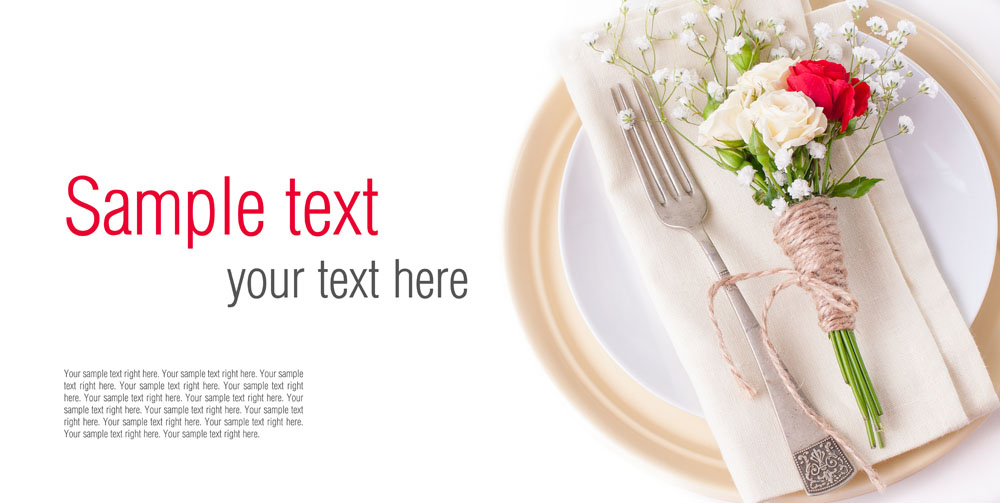 Sample text
your text here
Your sample text right here. Your sample text right here. Your sample
text right here. Your sample text right here. Your sample text right
here. Your sample text right here. Your sample text right here. Your
sample text right here. Your sample text right here. Your sample text
right here. Your sample text right here. Your sample text right here.
Your sample text right here. Your sample text right here.